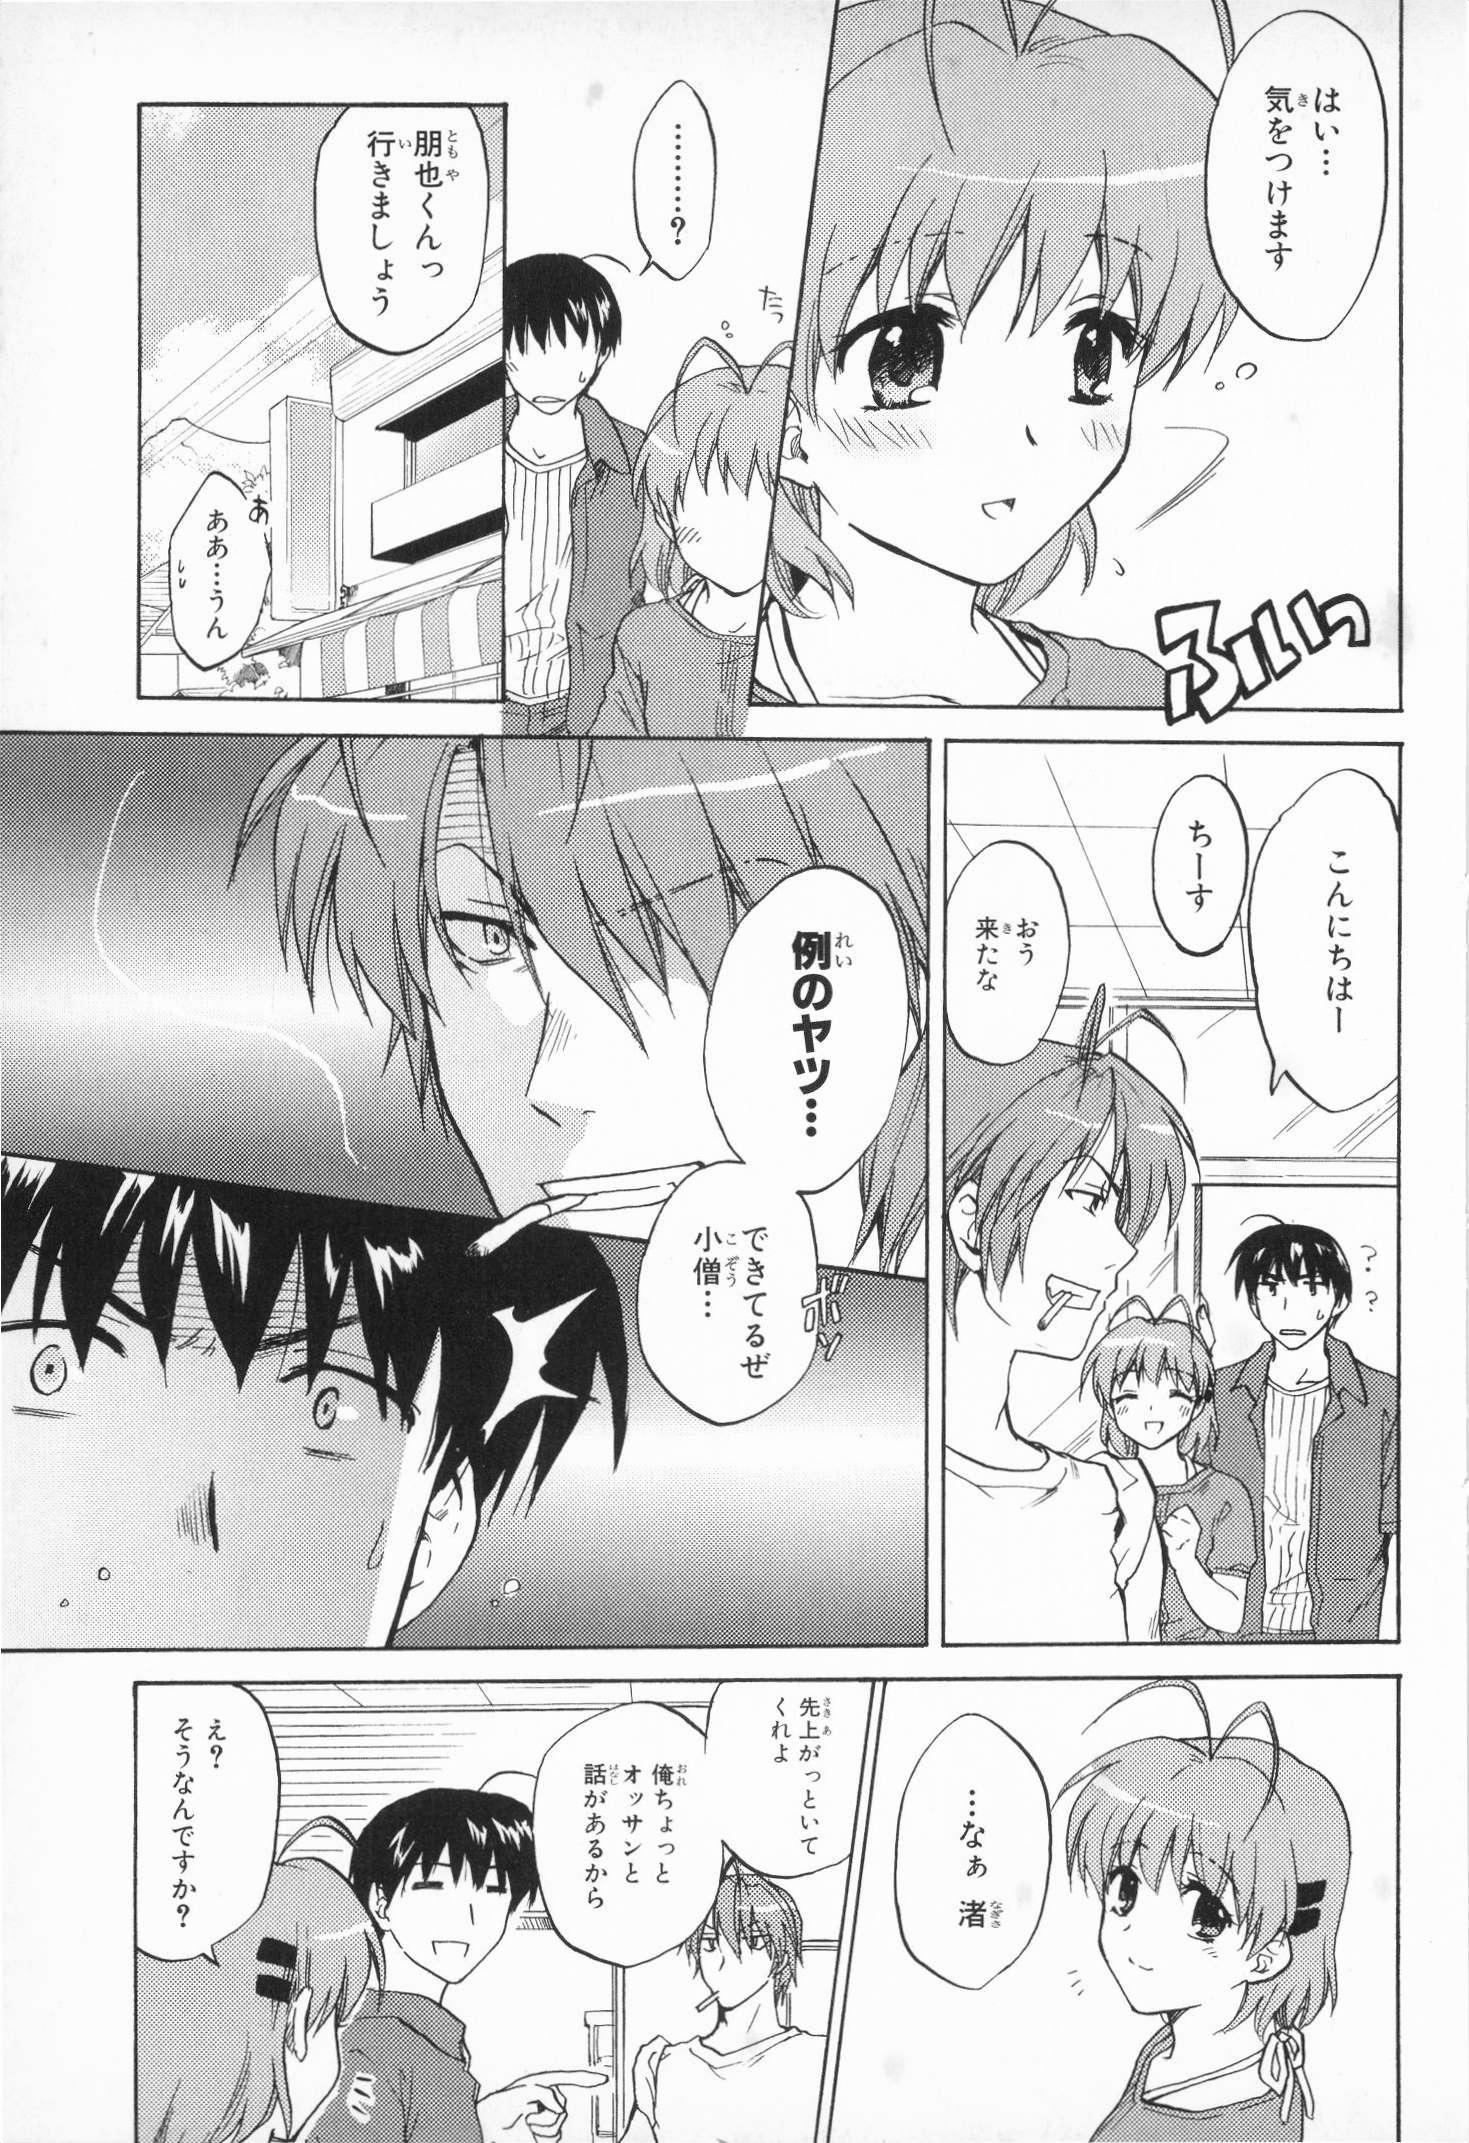 はい…
気をつけます
ふいいっ
たっ
…………?
朋也くんっ
行きましょう
あ
ああ…うん
こんにちはー
ちーす
おう
来たな
例のヤツ…
できてるぜ
小僧…
ボソッ
…なぁ 渚
先上がっといて
くれよ
俺ちょっと
オッサンと
話があるから
え?
そうなんですか?